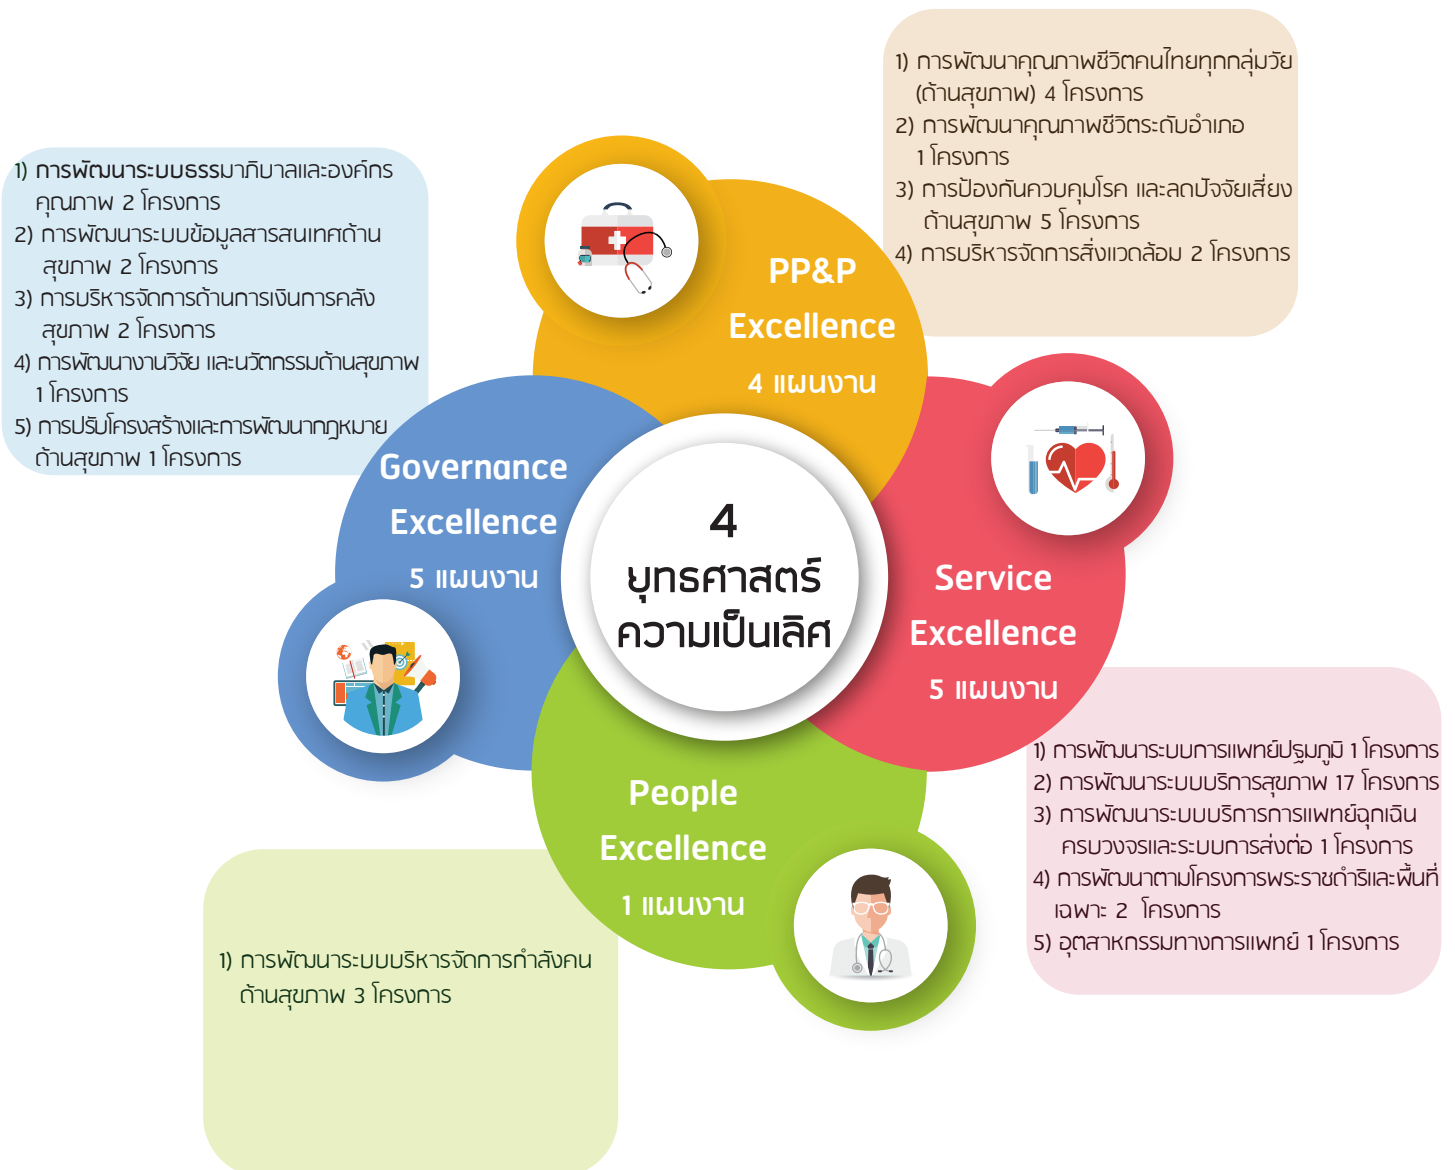 1) การพัฒนาคุณภาพชีวิตคนไทยทุกกลุ่มวัย
(ด้านสุขภาพ) 4 โครงการ
2) การพัฒนาคุณภาพชีวิตระดับอำเภอ
1 โครงการ
3) การป้องกันควบคุมโรค และลดปัจจัยเสี่ยง
ด้านสุขภาพ 5 โครงการ
4) การบริหารจัดการสิ่งแวดล้อม 2 โครงการ
1) การพัฒนาระบบธรรมาภิบาลและองค์กร
คุณภาพ 2 โครงการ
2) การพัฒนาระบบข้อมูลสารสนเทศด้าน
สุขภาพ 2 โครงการ
3) การบริหารจัดการด้านการเงินการคลัง
สุขภาพ 2 โครงการ
4) การพัฒนางานวิจัย และนวัตกรรมด้านสุขภาพ
1 โครงการ
5) การปรับโครงสร้างและการพัฒนากฎหมาย
ด้านสุขภาพ 1 โครงการ
PP&P
Excellence
4 แผนงาน
Governance
Excellence
5 แผนงาน
4
ยุทธศาสตร์
ความเป็นเลิศ
Service
Excellence
5 แผนงาน
People
Excellence
1 แผนงาน
1) การพัฒนาระบบการแพทย์ปฐมภูมิ 1 โครงการ
2) การพัฒนาระบบบริการสุขภาพ 17 โครงการ
3) การพัฒนาระบบบริการการแพทย์ฉุกเฉิน
ครบวงจรและระบบการส่งต่อ 1 โครงการ
4) การพัฒนาตามโครงการพระราชดำริและพื้นที่
เฉพาะ 2 โครงการ
5) อุตสาหกรรมทางการแพทย์ 1 โครงการ
1) การพัฒนาระบบบริหารจัดการกำลังคน
ด้านสุขภาพ 3 โครงการ